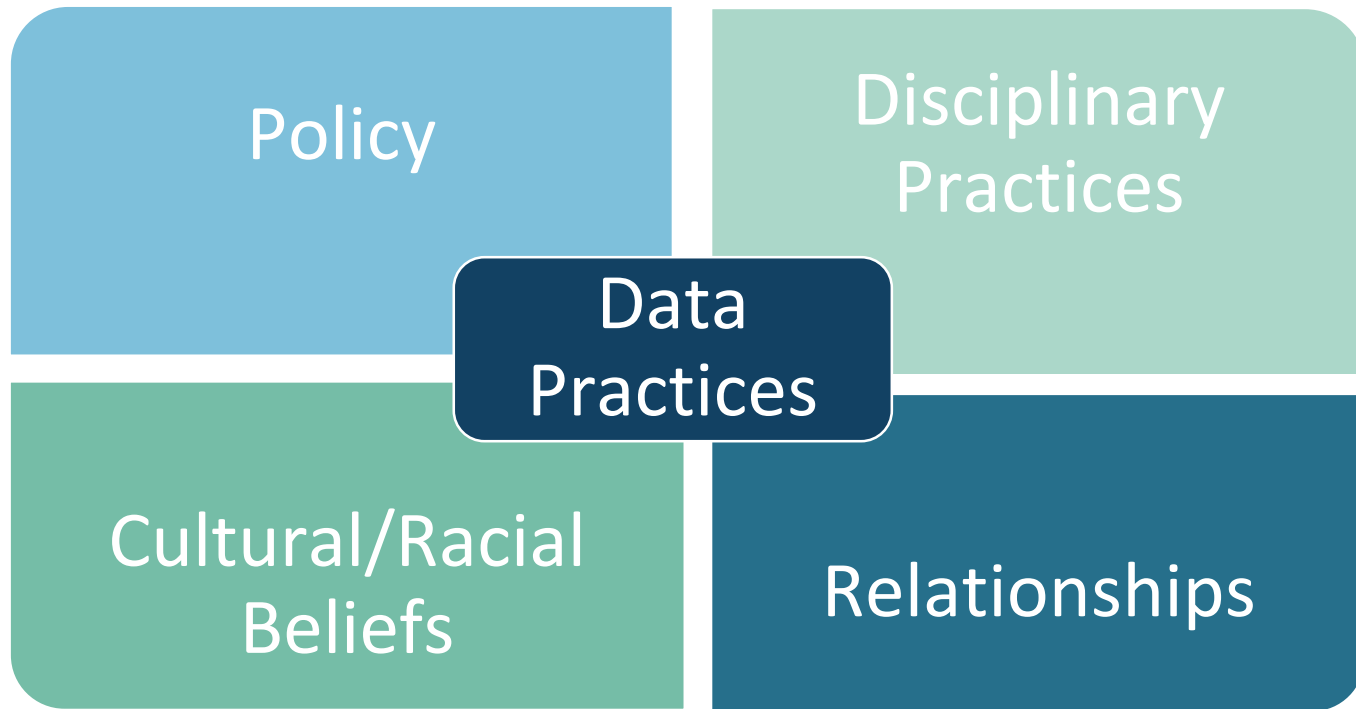 Policy
Disciplinary
Practices
Data
Practices
Cultural/Racial
Beliefs
Relationships